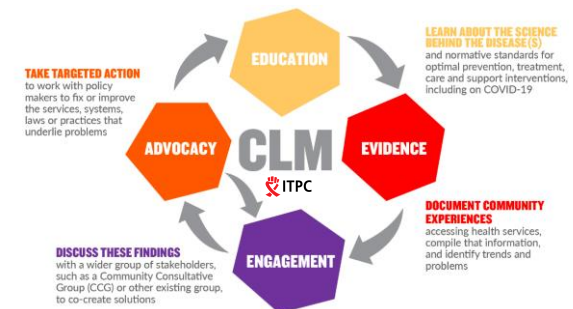 EDUCATION
LEARN ABOUT THE SCIENCE
BEHIND THE DISEASE(S)
and normative standards for
optimal prevention, treatment,
care and support interventions,
including on COVID-19
TAKE TARGETED ACTION
to work with policy
makers to fix or improve
the services, systems,
laws or practices that
underlie problems
ADVOCACY
CLM
ITPC
EVIDENCE
DOCUMENT COMMUNITY
EXPERIENCES
accessing health services,
compile that information,
and identify trends and
problems
DISCUSS THESE FINDINGS
with a wider group of stakeholders,
such as a Community Consultative
Group (CCG) or other existing group,
to co-create solutions
ENGAGEMENT